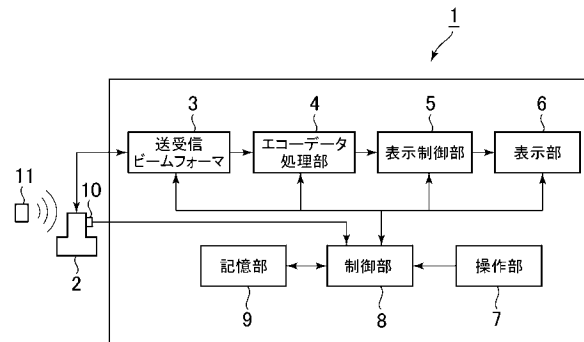 1
3
4
5
6
送受信
ビームフォーマ
エコーデータ
処理部
表示制御部
表示部
11
10
2
記憶部
制御部
操作部
9
8
7